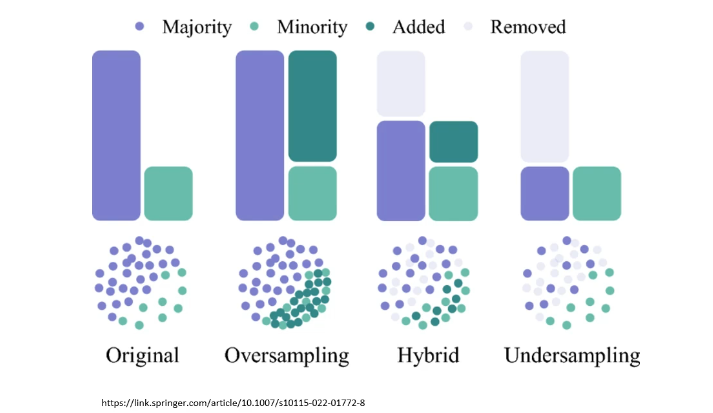 Majority Minority Added Removed
Original Oversampling Hybrid Undersampling
https://link.springer.com/article/10.1007/s10115-022-01772-8